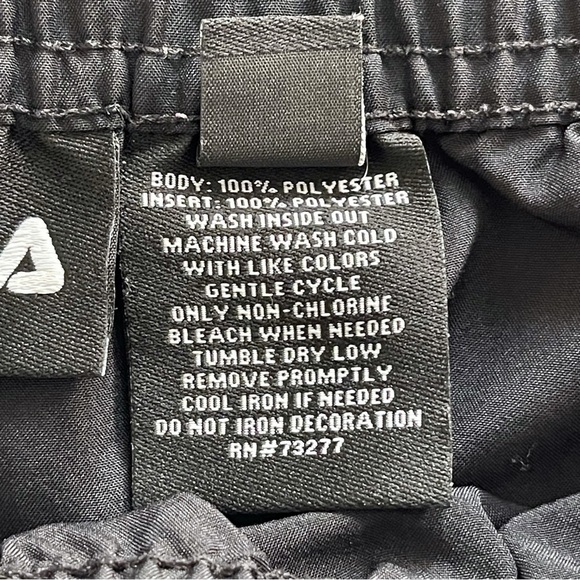 A
BODY: 100% POLYESTER
INSERT: 100% POLYESTER
WASH INSIDE OUT
MACHINE WASH COLD
WITH LIKE COLORS
GENTLE CYCLE
ONLY NON-CHLORINE
BLEACH WHEN NEEDED
TUMBLE DRY LOW
REMOVE PROMPTLY
COOL IRON IF NEEDED
DO NOT IRON DECORATION
RN#73277